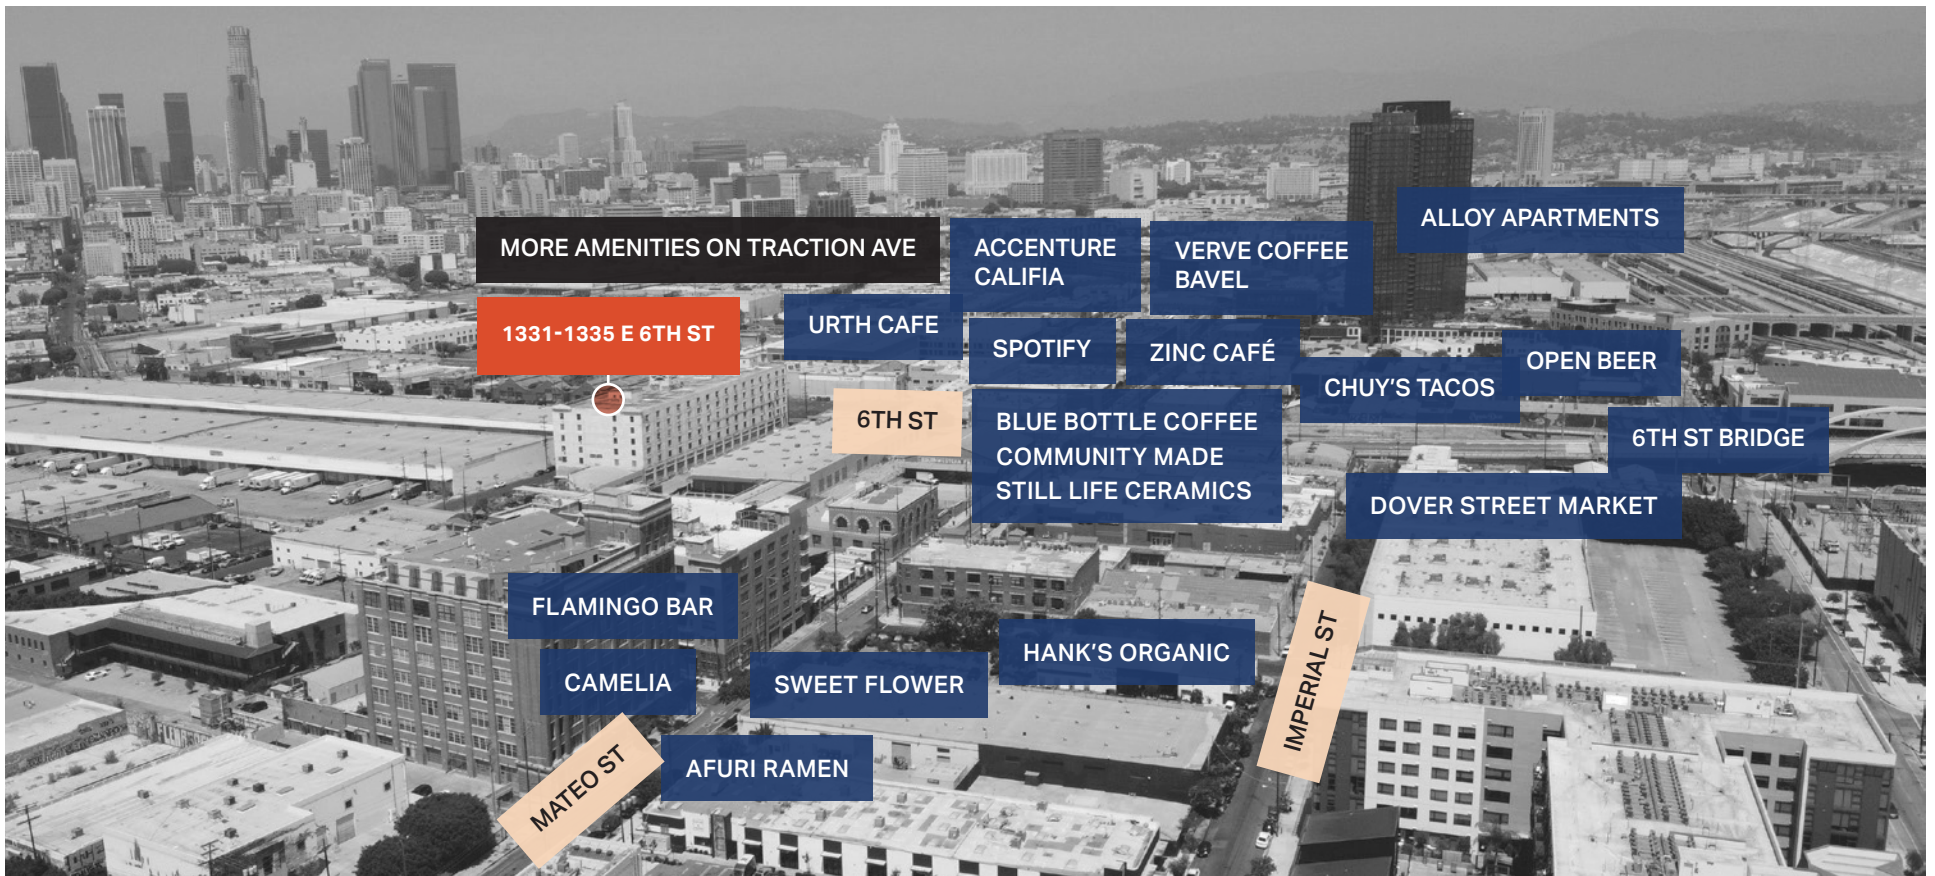 ALLOY APARTMENTS
MORE AMENITIES ON TRACTION AVE
ACCENTURE
CALIFIA
VERVE COFFEE
BAVEL
1331-1335 E 6TH ST
URTH CAFE
SPOTIFY
ZINC CAFÉ
OPEN BEER
CHUY'S TACOS
6TH ST
BLUE BOTTLE COFFEE
COMMUNITY MADE
STILL LIFE CERAMICS
6TH ST BRIDGE
DOVER STREET MARKET
FLAMINGO BAR
HANK'S ORGANIC
IMPERIAL ST
CAMELIA
SWEET FLOWER
MATEO ST
AFURI RAMEN